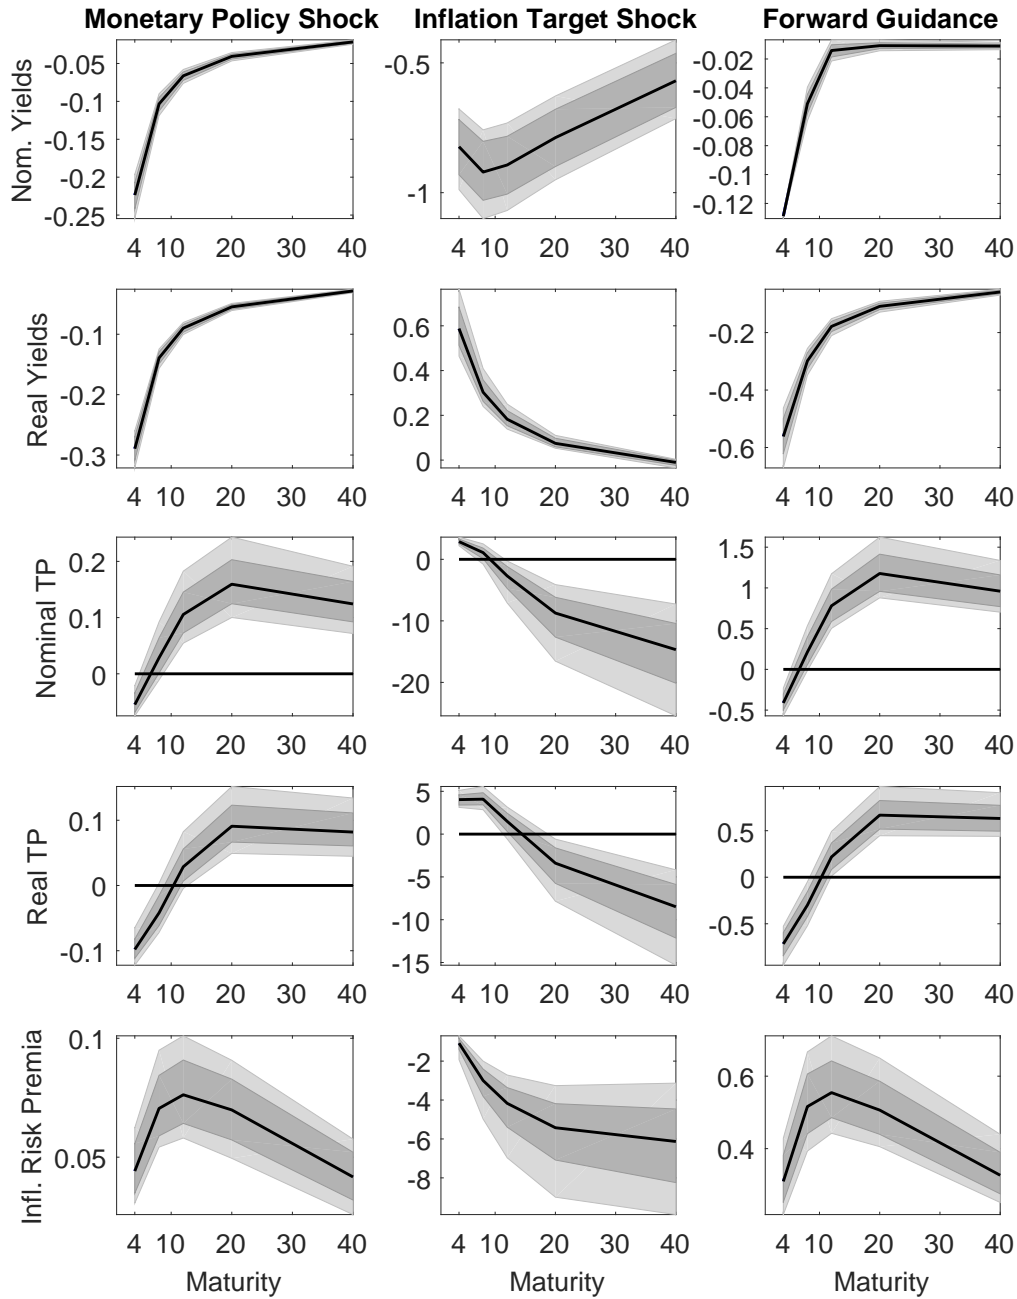 Monetary Policy Shock Inflation Target Shock Forward Guidance
Nom. Yields
-0.05
-0.1
-0.15
-0.2
-0.25
4 10 20 30 40
-0.5
-1
4 10 20 30 40
-0.02
-0.04
-0.06
-0.08
-0.1
-0.12
4 10 20 30 40
Real Yields
-0.1
-0.2
-0.3
4 10 20 30 40
0.6
0.4
0.2
0
4 10 20 30 40
-0.2
-0.4
-0.6
4 10 20 30 40
Nominal TP
0.2
0.1
0
4 10 20 30 40
0
-10
-20
4 10 20 30 40
1.5
1
0.5
0
-0.5
4 10 20 30 40
Real TP
0.1
0
-0.1
4 10 20 30 40
5
0
-5
-10
-15
4 10 20 30 40
0.5
0
-0.5
4 10 20 30 40
Infl. Risk Premia
0.1
0.05
4 10 20 30 40
Maturity
-2
-4
-6
-8
4 10 20 30 40
Maturity
0.6
0.4
4 10 20 30 40
Maturity